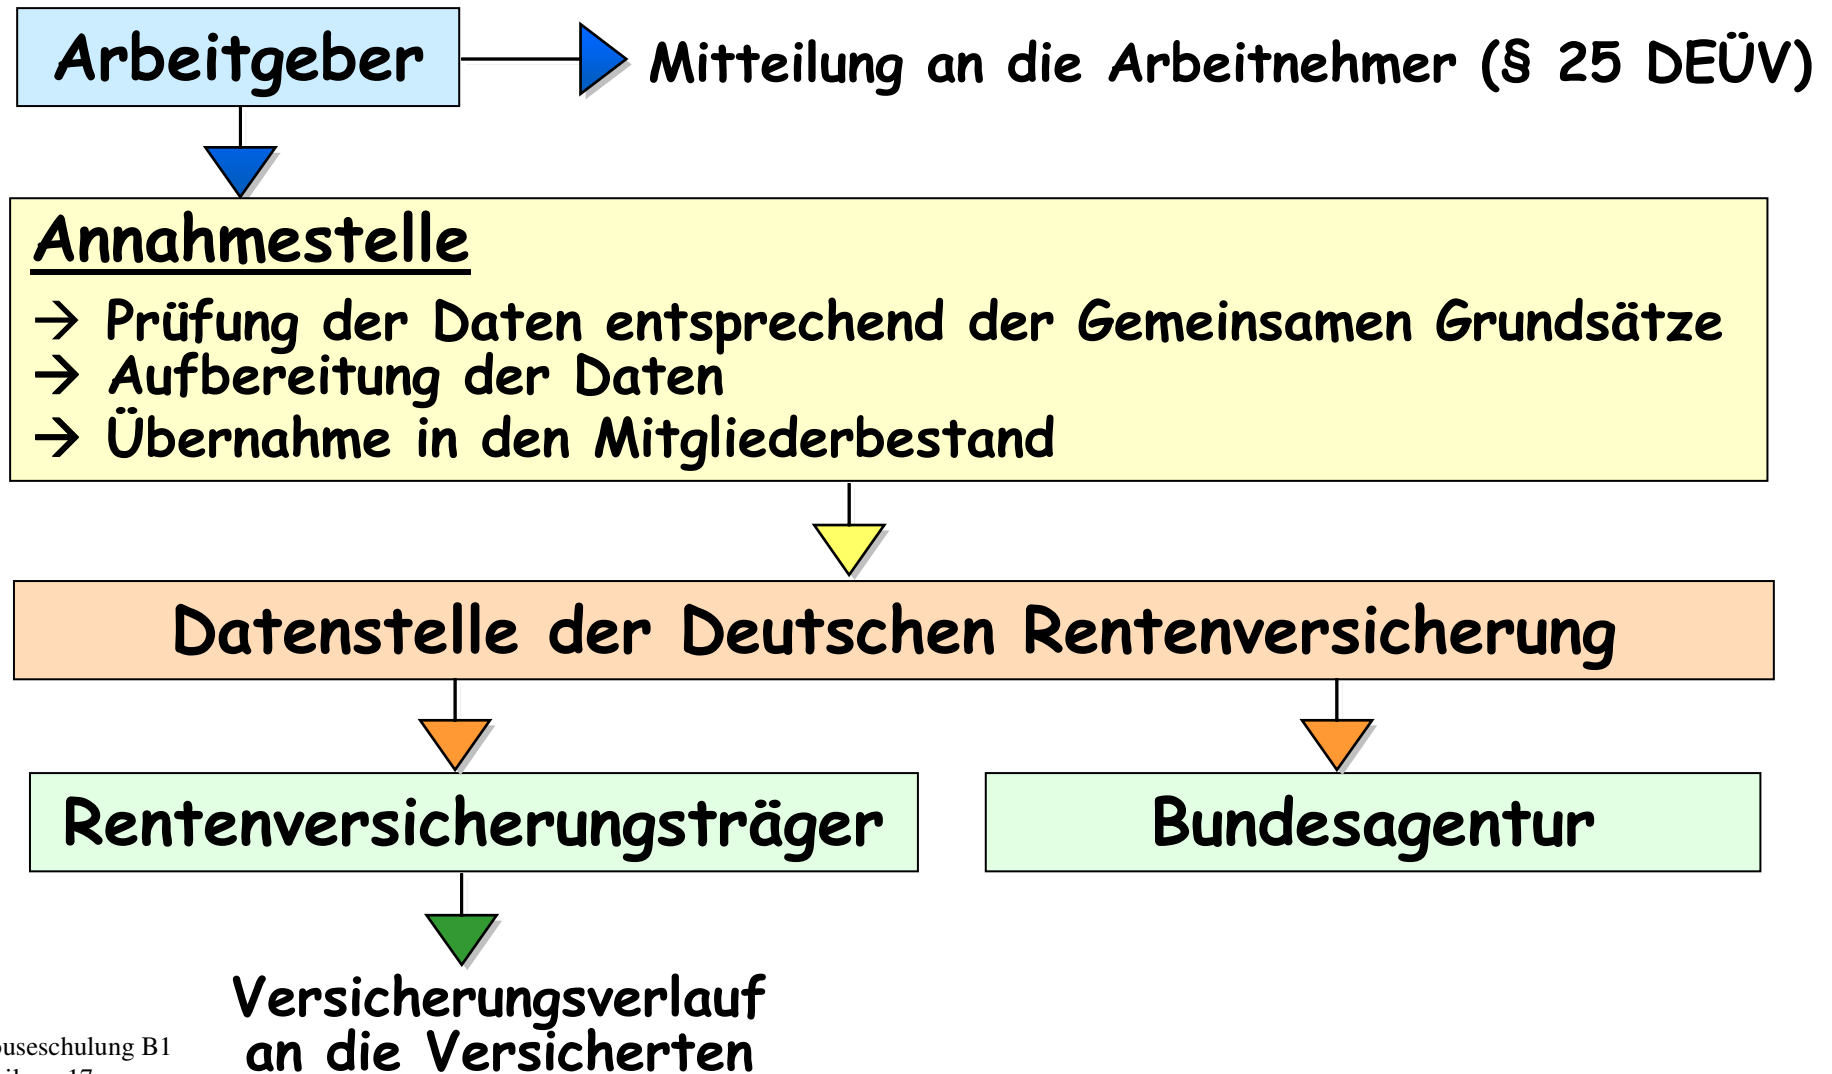 Arbeitgeber
Mitteilung an die Arbeitnehmer (§ 25 DEÜV)
Annahmestelle
→ Prüfung der Daten entsprechend der Gemeinsamen Grundsätze
→ Aufbereitung der Daten
→ Übernahme in den Mitgliederbestand
Datenstelle der Deutschen Rentenversicherung
Rentenversicherungsträger
Bundesagentur
Versicherungsverlauf
an die Versicherten
B1